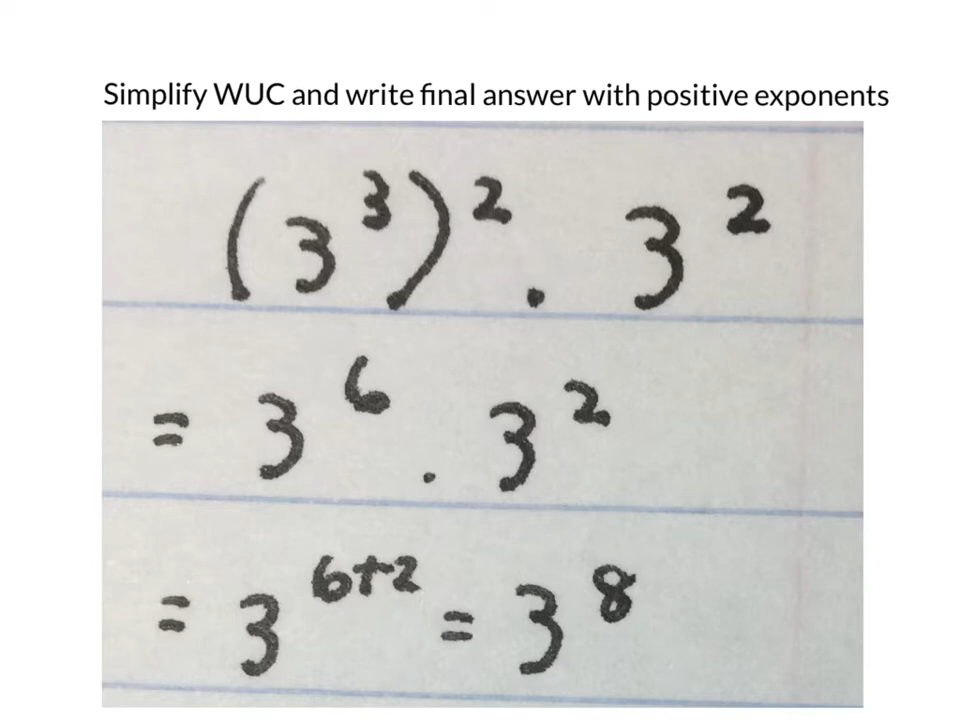 Simplify WUC and write final answer with positive exponents
(3³)² . 3²
= 3⁶ . 3²
= 3⁶⁺² = 3⁸